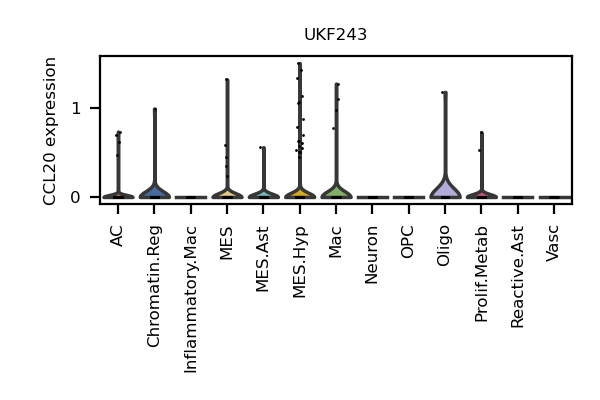 UKF243
CCL20 expression
1
0
AC
Chromatin.Reg
Inflammatory.Mac
MES
MES.Ast
MES.Hyp
Mac
Neuron
OPC
Oligo
Prolif.Metab
Reactive.Ast
Vasc